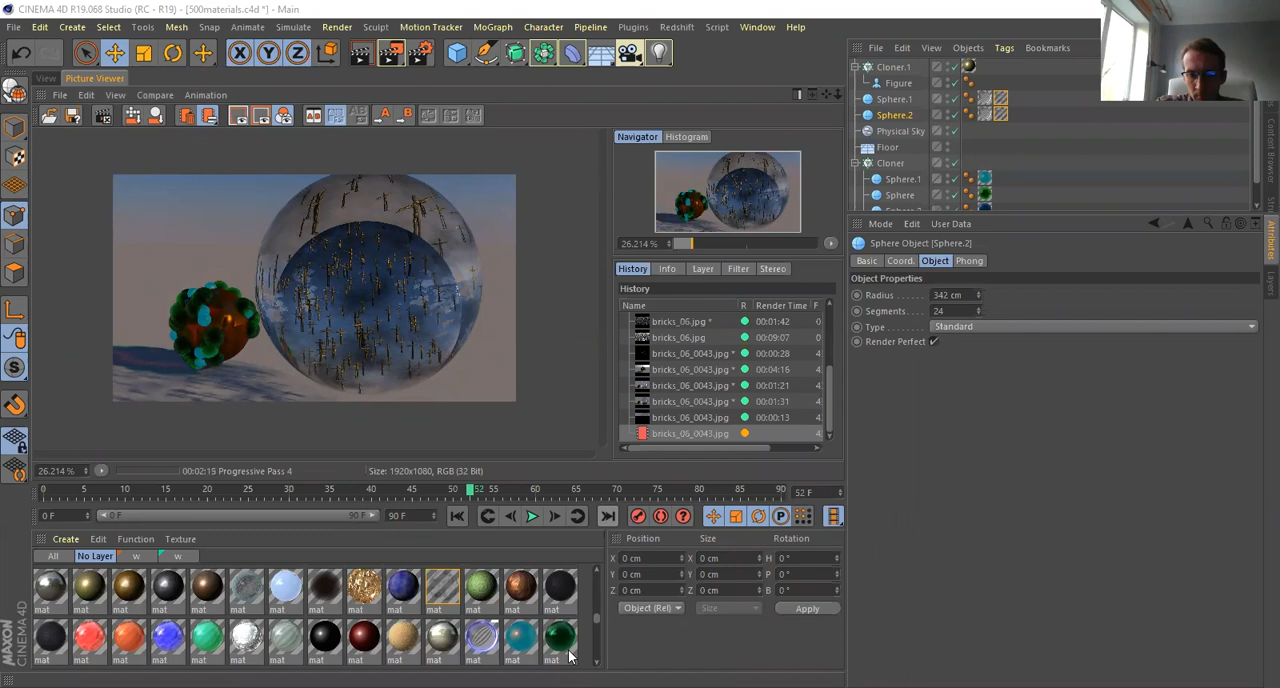 CINEMA 4D R19.068 Studio (RC - R19) - [500materials.c4d *] - Main
File Edit Create Select Tools Mesh Snap Animate Simulate Render Sculpt Motion Tracker MoGraph Character Pipeline Plugins Redshift Script Window Help
View Picture Viewer
File Edit View Compare Animation
Navigator Histogram
26.214 %
History Info Layer Filter Stereo
History
Name R Render Time F
bricks_06.jpg * 00:01:42 0
bricks_06.jpg 00:09:07 0
bricks_06_0043.jpg * 00:00:28 4
bricks_06_0043.jpg * 00:04:16 4
bricks_06_0043.jpg * 00:01:21 4
bricks_06_0043.jpg * 00:01:31 4
bricks_06_0043.jpg 00:00:13 4
bricks_06_0043.jpg 4
26.214 % 00:02:15 Progressive Pass 4 Size: 1920x1080, RGB (32 Bit)
0 5 10 15 20 25 30 35 40 45 50 52 55 60 65 70 75 80 85 90 52 F
0 F 0 F 90 F 90 F
Create Edit Function Texture
All No Layer w w
mat mat mat mat mat mat mat mat mat mat mat mat mat mat
mat mat mat mat mat mat mat mat mat mat mat mat mat mat
Position Size Rotation
X 0 cm X 0 cm H 0 °
Y 0 cm Y 0 cm P 0 °
Z 0 cm Z 0 cm B 0 °
Object (Rel) Size Apply
MAXON CINEMA 4D
File Edit View Objects Tags Bookmarks
Cloner.1
Figure
Sphere.1
Sphere.2
Physical Sky
Floor
Cloner
Sphere.1
Sphere
Mode Edit User Data
Sphere Object [Sphere.2]
Basic Coord. Object Phong
Object Properties
Radius 342 cm
Segments 24
Type Standard
Render Perfect
Content Browser
Attributes
Layers